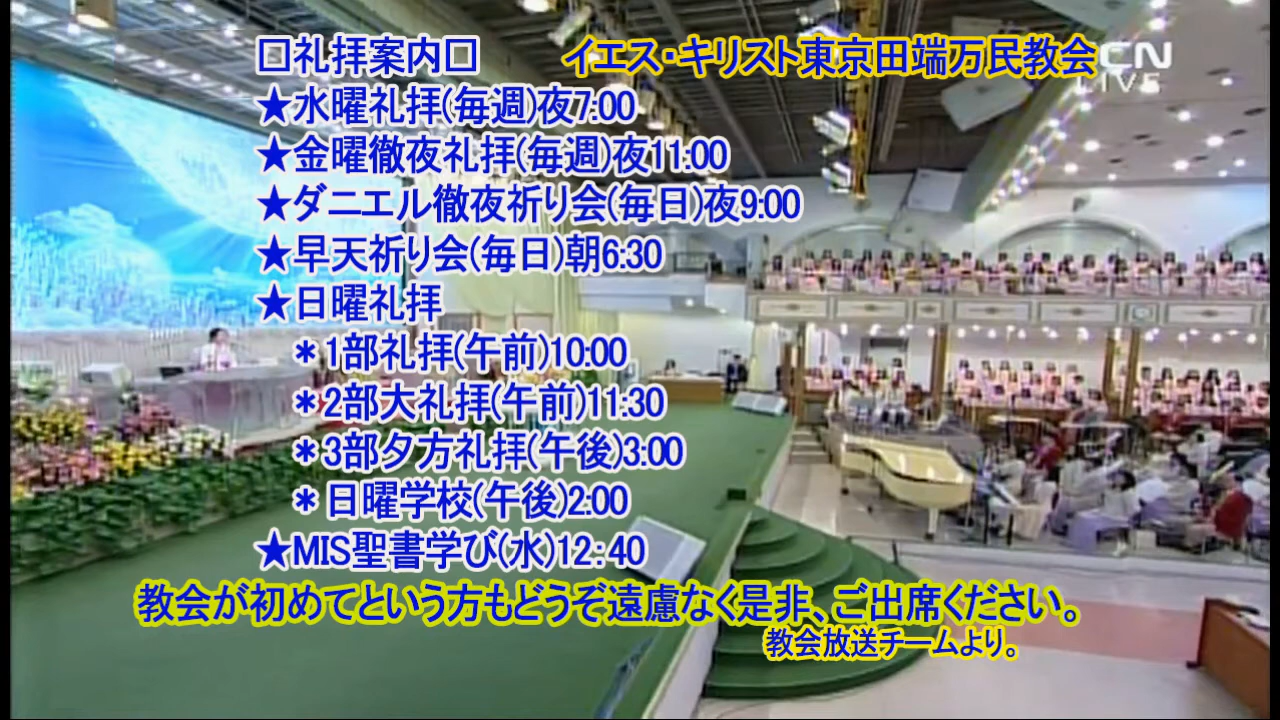 □礼拝案内□ イエス・キリスト東京田端万民教会
CN
LIVE
★水曜礼拝(毎週)夜7:00
★金曜徹夜礼拝(毎週)夜11:00
★ダニエル徹夜祈り会(毎日)夜9:00
★早天祈り会(毎日)朝6:30
★日曜礼拝
*1部礼拝(午前)10:00
*2部大礼拝(午前)11:30
*3部夕方礼拝(午後)3:00
*日曜学校(午後)2:00
★MIS聖書学び(水)12:40
教会が初めてという方もどうぞ遠慮なく是非、ご出席ください。
教会放送チームより。